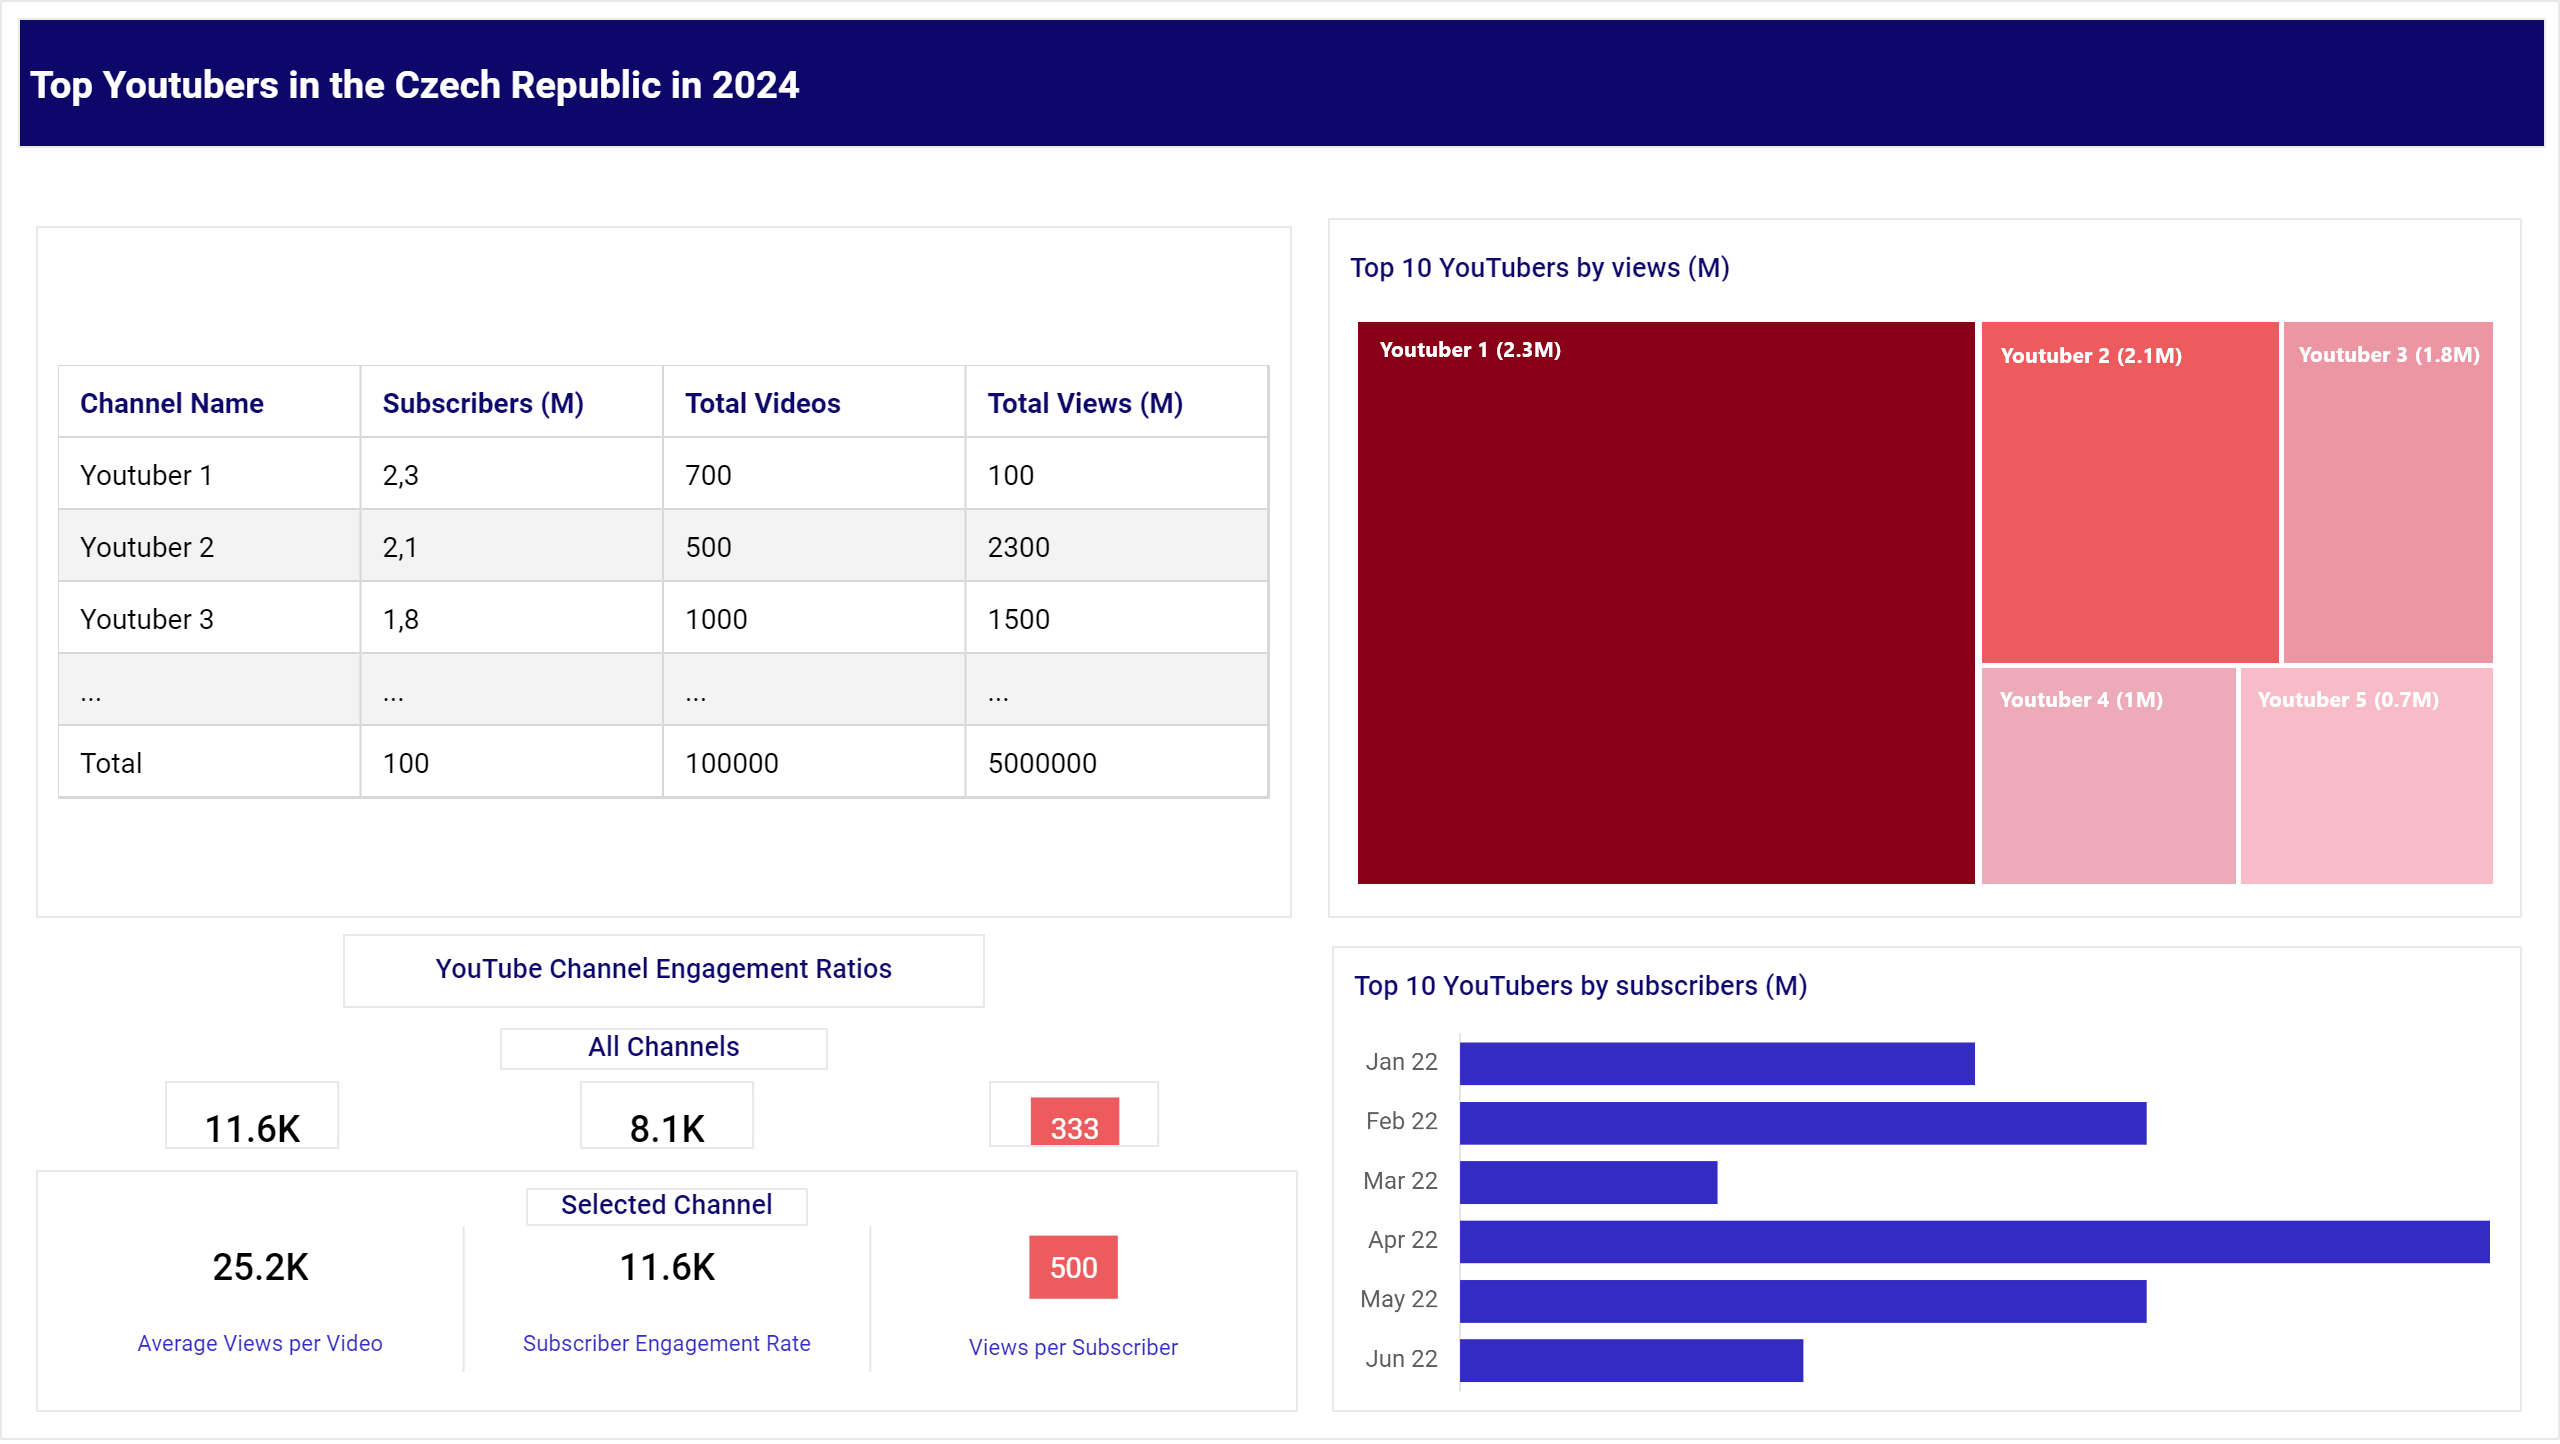 Top Youtubers in the Czech Republic in 2024
Channel Name Subscribers (M) Total Videos Total Views (M)
Youtuber 1 2,3 700 100
Youtuber 2 2,1 500 2300
Youtuber 3 1,8 1000 1500
... ... ... ...
Total 100 100000 5000000
Top 10 YouTubers by views (M)
Youtuber 1 (2.3M)
Youtuber 2 (2.1M)
Youtuber 3 (1.8M)
Youtuber 4 (1M)
Youtuber 5 (0.7M)
YouTube Channel Engagement Ratios
All Channels
11.6K 8.1K 333
Selected Channel
25.2K 11.6K 500
Average Views per Video Subscriber Engagement Rate Views per Subscriber
Top 10 YouTubers by subscribers (M)
Jan 22
Feb 22
Mar 22
Apr 22
May 22
Jun 22